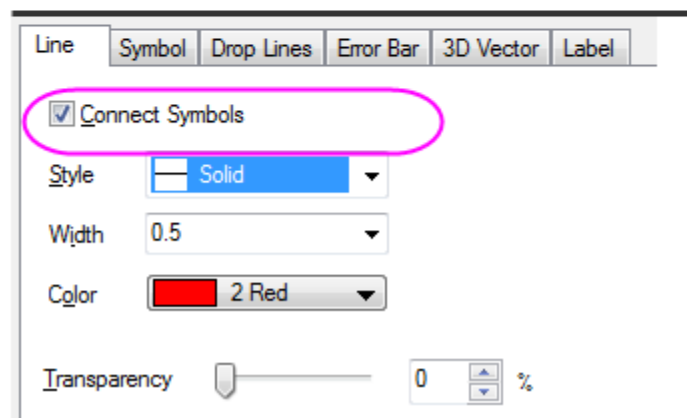 Line Symbol Drop Lines Error Bar 3D Vector Label
Connect Symbols
Style Solid
Width 0.5
Color 2 Red
Transparency 0 %